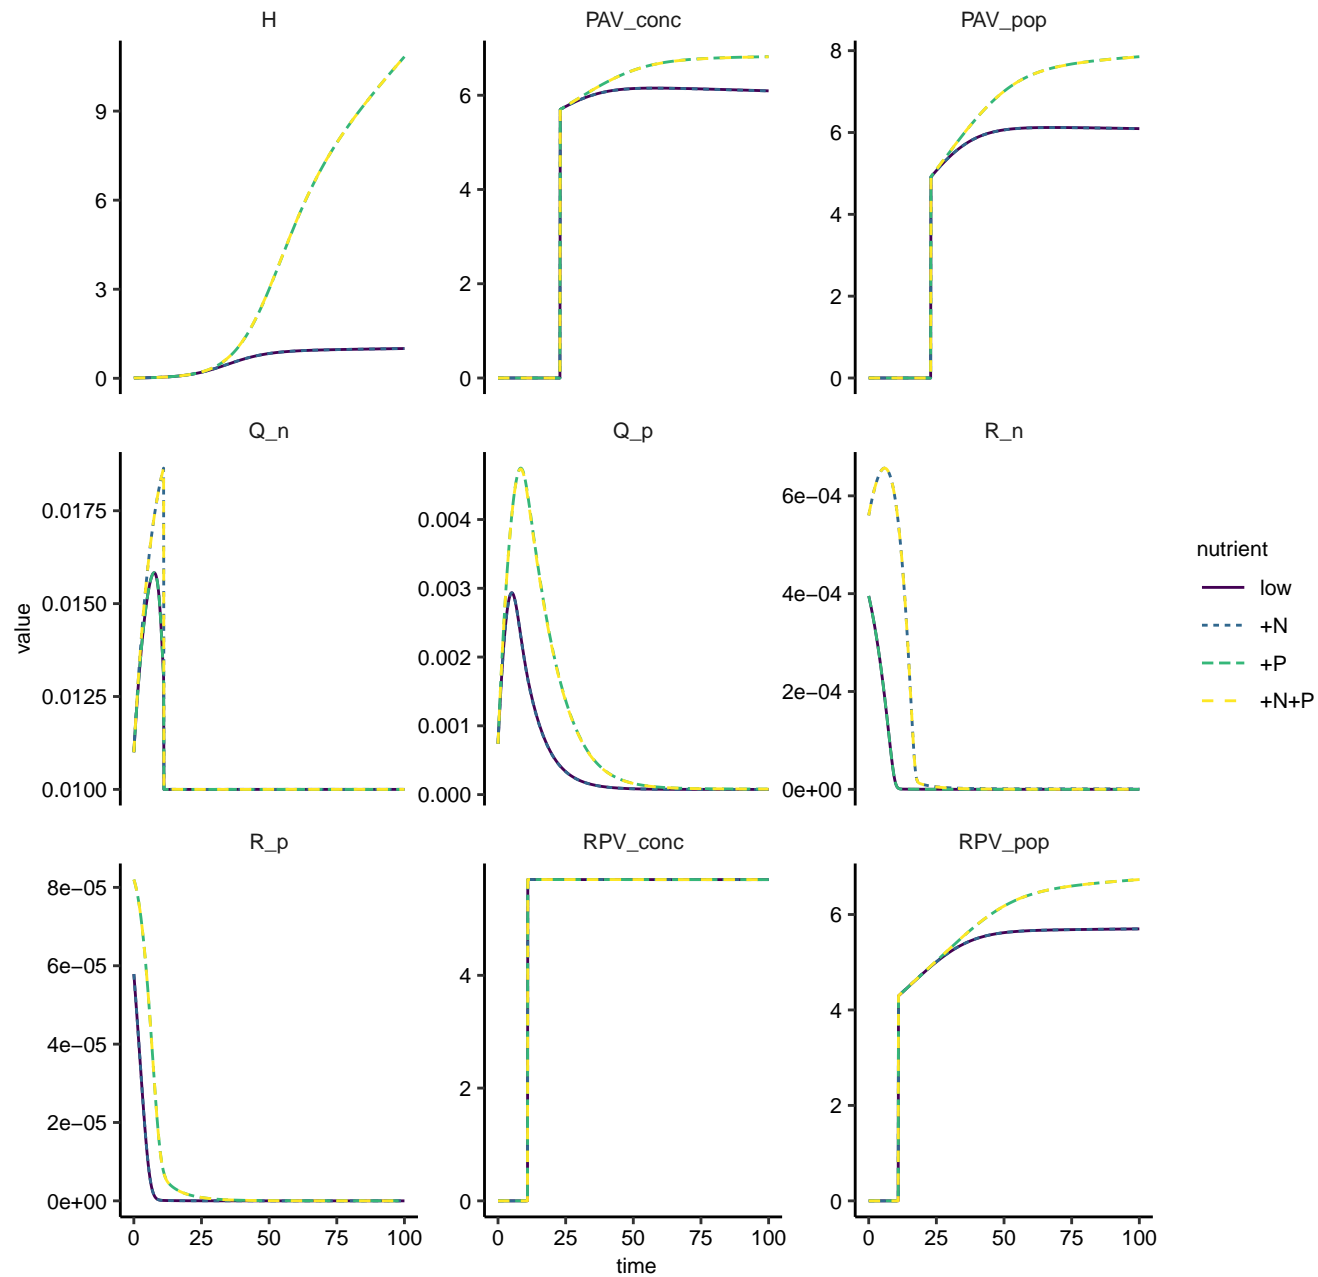 H PAV_conc PAV_pop
9
6
3
0
6
4
2
0
8
6
4
2
0
Q_n Q_p R_n
0.0175
0.0150
0.0125
0.0100
0.004
0.003
0.002
0.001
0.000
6e−04
4e−04
2e−04
0e+00
R_p RPV_conc RPV_pop
8e−05
6e−05
4e−05
2e−05
0e+00
4
2
0
6
4
2
0
0 25 50 75 100
0 25 50 75 100
0 25 50 75 100
time
value
nutrient
low
+N
+P
+N+P